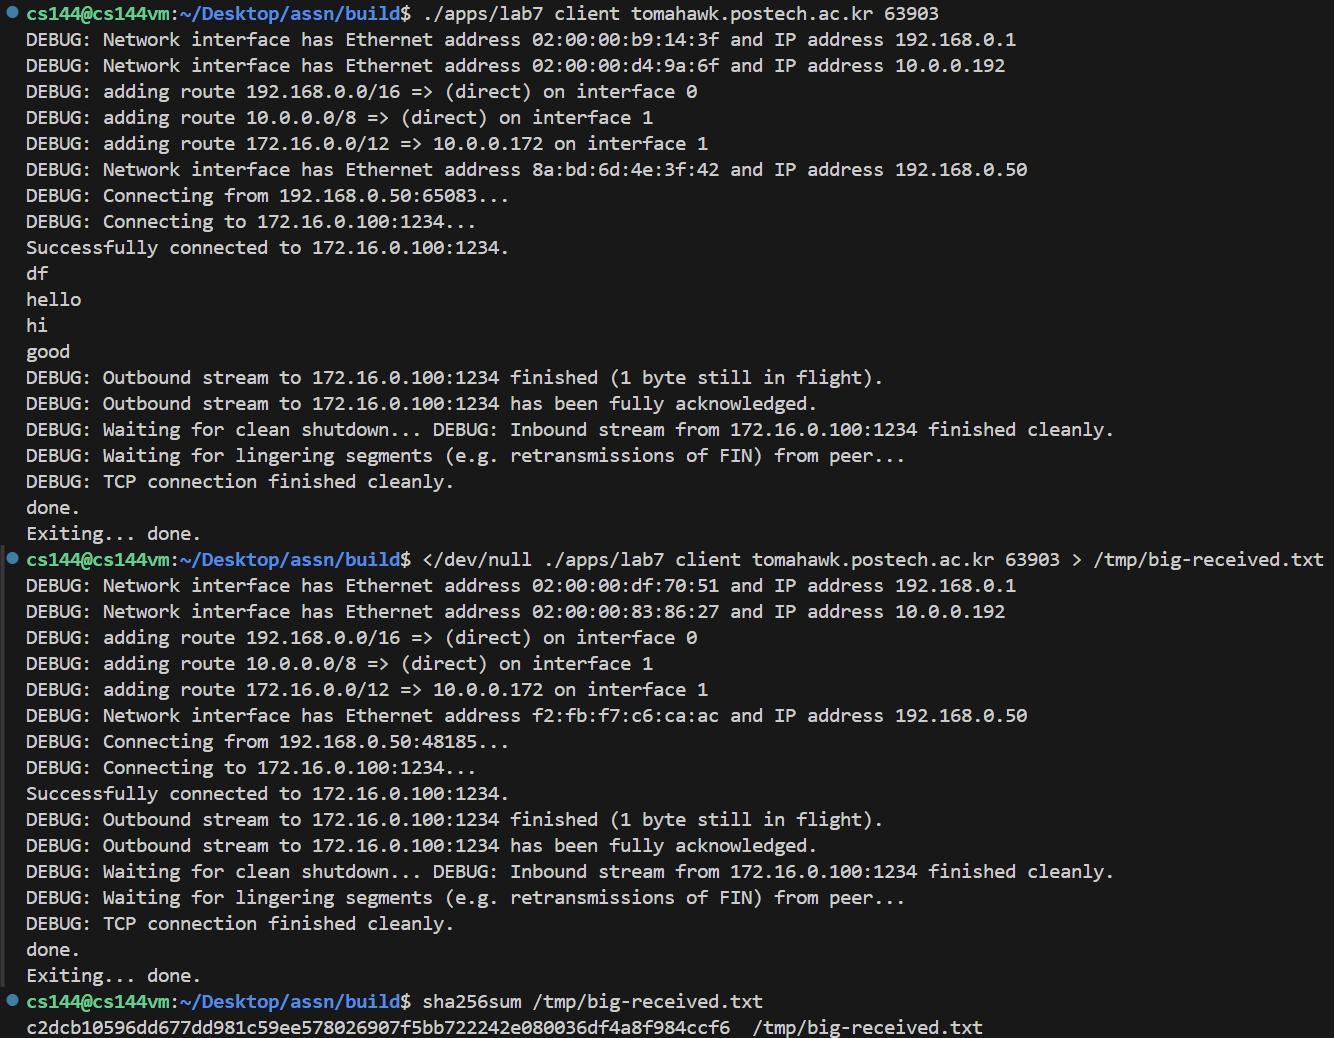 cs144@cs144vm:~/Desktop/assn/build$ ./apps/lab7 client tomahawk.postech.ac.kr 63903
DEBUG: Network interface has Ethernet address 02:00:00:b9:14:3f and IP address 192.168.0.1
DEBUG: Network interface has Ethernet address 02:00:00:d4:9a:6f and IP address 10.0.0.192
DEBUG: adding route 192.168.0.0/16 => (direct) on interface 0
DEBUG: adding route 10.0.0.0/8 => (direct) on interface 1
DEBUG: adding route 172.16.0.0/12 => 10.0.0.172 on interface 1
DEBUG: Network interface has Ethernet address 8a:bd:6d:4e:3f:42 and IP address 192.168.0.50
DEBUG: Connecting from 192.168.0.50:65083...
DEBUG: Connecting to 172.16.0.100:1234...
Successfully connected to 172.16.0.100:1234.
df
hello
hi
good
DEBUG: Outbound stream to 172.16.0.100:1234 finished (1 byte still in flight).
DEBUG: Outbound stream to 172.16.0.100:1234 has been fully acknowledged.
DEBUG: Waiting for clean shutdown... DEBUG: Inbound stream from 172.16.0.100:1234 finished cleanly.
DEBUG: Waiting for lingering segments (e.g. retransmissions of FIN) from peer...
DEBUG: TCP connection finished cleanly.
done.
Exiting... done.
cs144@cs144vm:~/Desktop/assn/build$ </dev/null ./apps/lab7 client tomahawk.postech.ac.kr 63903 > /tmp/big-received.txt
DEBUG: Network interface has Ethernet address 02:00:00:df:70:51 and IP address 192.168.0.1
DEBUG: Network interface has Ethernet address 02:00:00:83:86:27 and IP address 10.0.0.192
DEBUG: adding route 192.168.0.0/16 => (direct) on interface 0
DEBUG: adding route 10.0.0.0/8 => (direct) on interface 1
DEBUG: adding route 172.16.0.0/12 => 10.0.0.172 on interface 1
DEBUG: Network interface has Ethernet address f2:fb:f7:c6:ca:ac and IP address 192.168.0.50
DEBUG: Connecting from 192.168.0.50:48185...
DEBUG: Connecting to 172.16.0.100:1234...
Successfully connected to 172.16.0.100:1234.
DEBUG: Outbound stream to 172.16.0.100:1234 finished (1 byte still in flight).
DEBUG: Outbound stream to 172.16.0.100:1234 has been fully acknowledged.
DEBUG: Waiting for clean shutdown... DEBUG: Inbound stream from 172.16.0.100:1234 finished cleanly.
DEBUG: Waiting for lingering segments (e.g. retransmissions of FIN) from peer...
DEBUG: TCP connection finished cleanly.
done.
Exiting... done.
cs144@cs144vm:~/Desktop/assn/build$ sha256sum /tmp/big-received.txt
c2dcb10596dd677dd981c59ee578026907f5bb722242e080036df4a8f984ccf6  /tmp/big-received.txt